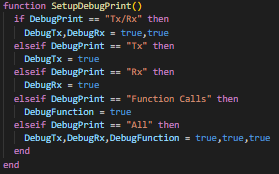 function SetupDebugPrint()
  if DebugPrint == "Tx/Rx" then
    DebugTx,DebugRx = true,true
  elseif DebugPrint == "Tx" then
    DebugTx = true
  elseif DebugPrint == "Rx" then
    DebugRx = true
  elseif DebugPrint == "Function Calls" then
    DebugFunction = true
  elseif DebugPrint == "All" then
    DebugTx,DebugRx,DebugFunction = true,true,true
  end
end